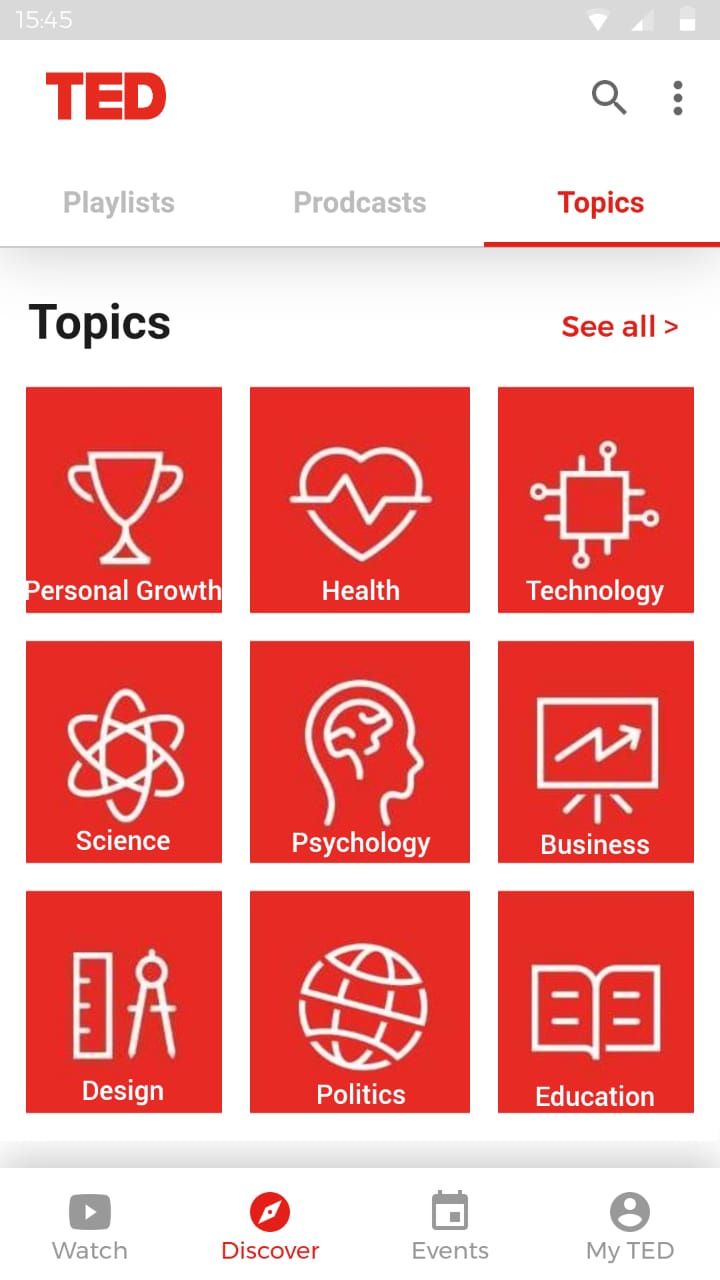 15:45
TED
Playlists Prodcasts Topics
Topics See all >
Personal Growth Health Technology
Science Psychology Business
Design Politics Education
Watch Discover Events My TED